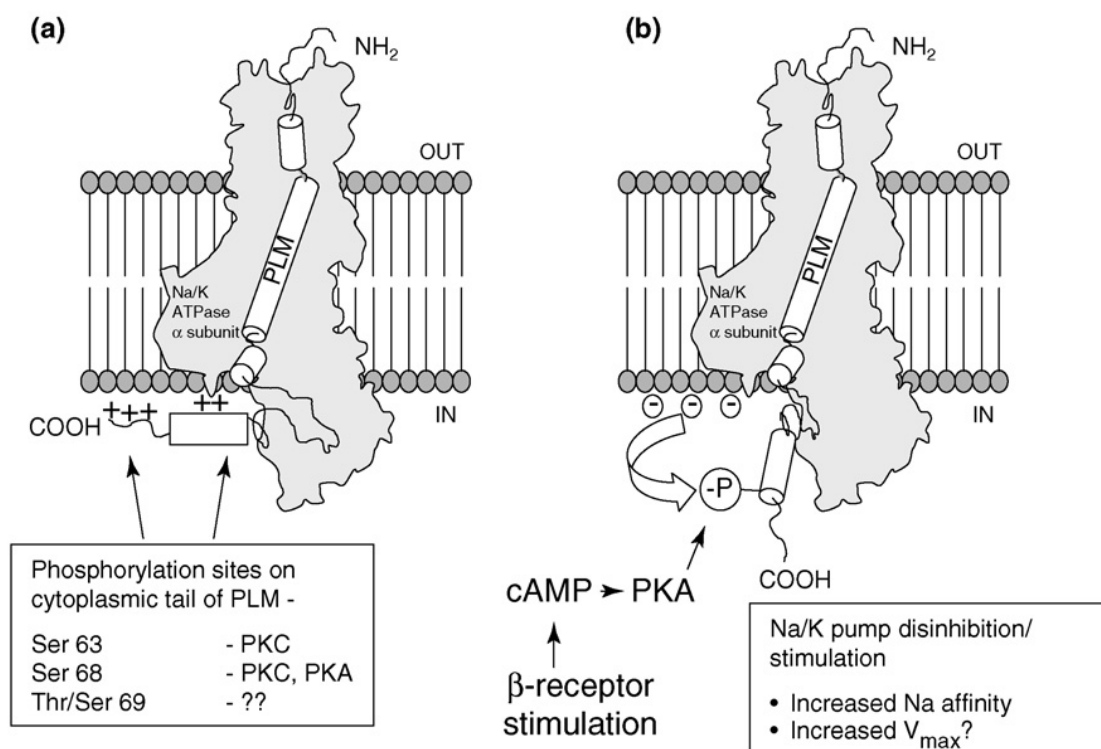 (a)
NH₂
OUT
PLM
Na/K
ATPase
α subunit
+++
++
COOH
IN
Phosphorylation sites on
cytoplasmic tail of PLM -
Ser 63 - PKC
Ser 68 - PKC, PKA
Thr/Ser 69 - ??
(b)
NH₂
OUT
PLM
Na/K
ATPase
α subunit
- - -
IN
-P
COOH
cAMP PKA
β-receptor
stimulation
Na/K pump disinhibition/
stimulation
• Increased Na affinity
• Increased Vmax?